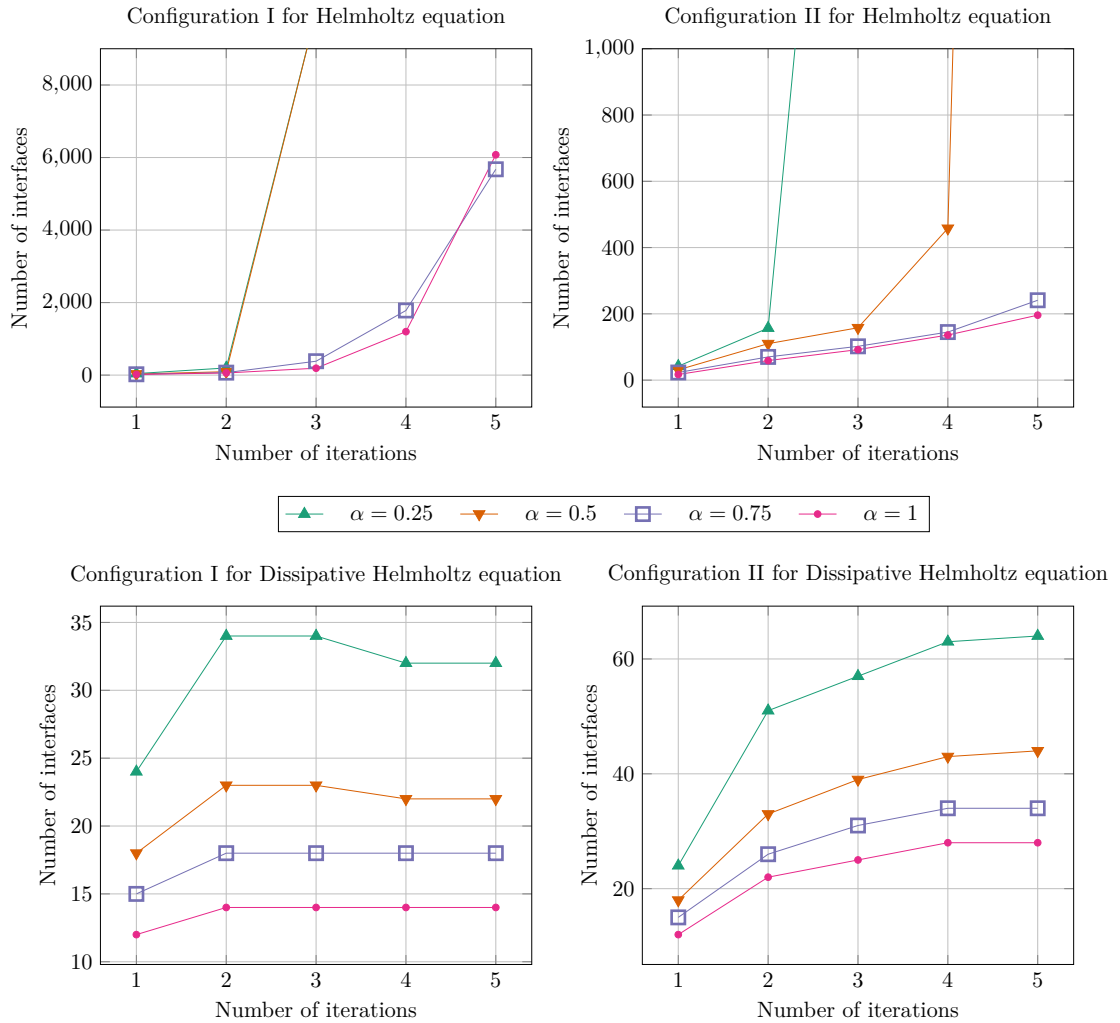 Configuration I for Helmholtz equation
Number of interfaces
8,000
6,000
4,000
2,000
0
1 2 3 4 5
Number of iterations
Configuration II for Helmholtz equation
Number of interfaces
1,000
800
600
400
200
0
1 2 3 4 5
Number of iterations
α = 0.25 α = 0.5 α = 0.75 α = 1
Configuration I for Dissipative Helmholtz equation
Number of interfaces
35
30
25
20
15
10
1 2 3 4 5
Number of iterations
Configuration II for Dissipative Helmholtz equation
Number of interfaces
60
40
20
1 2 3 4 5
Number of iterations